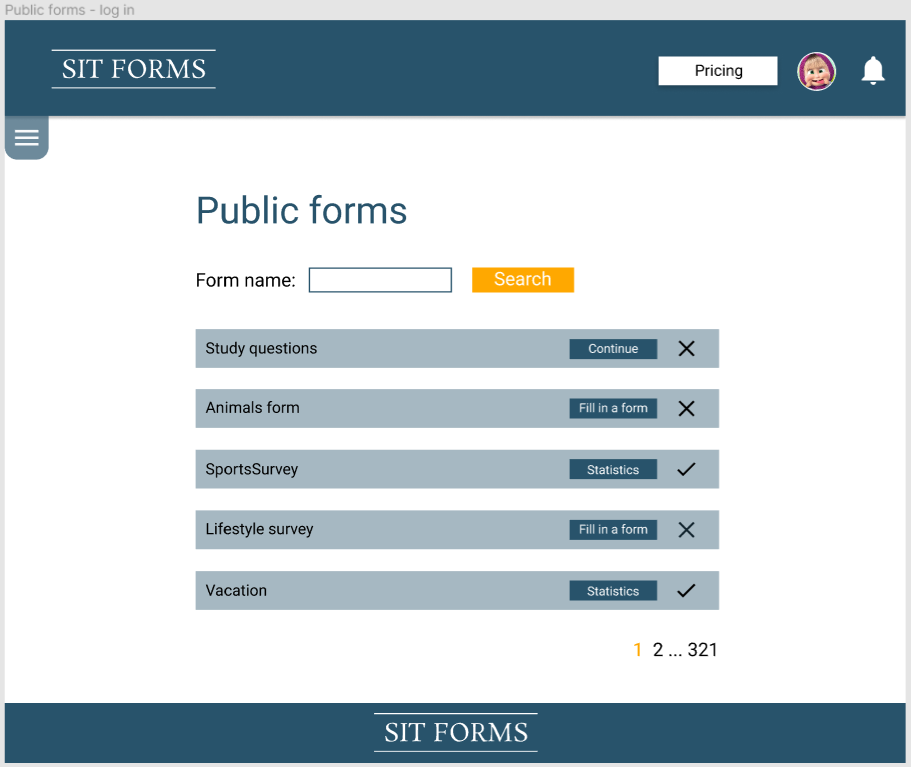 Public forms - log in
SIT FORMS
Pricing
Public forms
Form name:
Search
Study questions
Continue
Animals form
Fill in a form
SportsSurvey
Statistics
Lifestyle survey
Fill in a form
Vacation
Statistics
1 2 ... 321
SIT FORMS